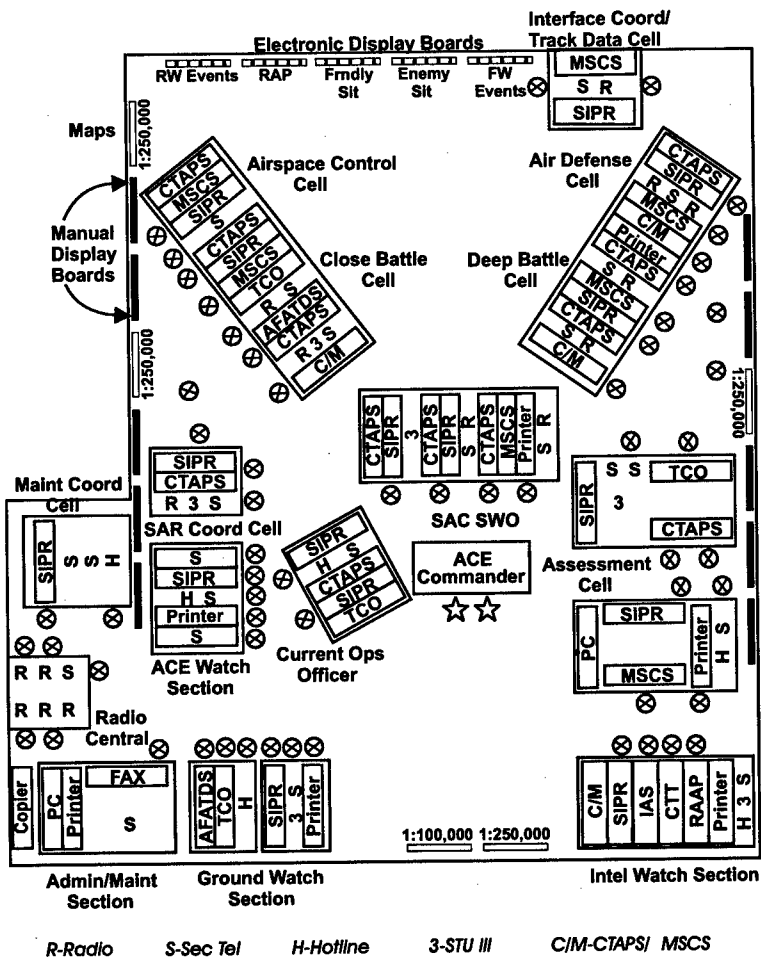 Interface Coord/
Track Data Cell
Electronic Display Boards
RW Events
RAP
Frndly
Sit
Enemy
Sit
FW
Events
MSCS
S R
SIPR
Maps
1:250,000
Manual
Display
Boards
1:250,000
Airspace Control
Cell
CTAPS
MSCS
SIPR
S
CTAPS
SIPR
MSCS
TCO
R S
AFATDS
CTAPS
R 3 S
C/M
Close Battle
Cell
Air Defense
Cell
CTAPS
SIPR
R S R
MSCS
C/M
Printer
CTAPS
S R
MSCS
SIPR
CTAPS
S R
C/M
Deep Battle
Cell
1:250,000
CTAPS
SIPR
3
CTAPS
SIPR
S R
CTAPS
MSCS
Printer
S R
SAC SWO
SIPR
CTAPS
R 3 S
SAR Coord Cell
Maint Coord
Cell
SIPR
S
S
H
S
SIPR
H S
Printer
S
ACE Watch
Section
SIPR
H S
CTAPS
SIPR
TCO
Current Ops
Officer
ACE
Commander
SIPR
S S
3
TCO
CTAPS
Assessment
Cell
PC
SIPR
MSCS
Printer
H S
R R S
R R R
Radio
Central
Copier
PC
Printer
FAX
S
Admin/Maint
Section
AFATDS
TCO
H
SIPR
3 S
Printer
Ground Watch
Section
1:100,000 1:250,000
C/M
SIPR
IAS
CTT
RAAP
Printer
H 3 S
Intel Watch Section
R-Radio S-Sec Tel H-Hotline 3-STU III C/M-CTAPS/ MSCS